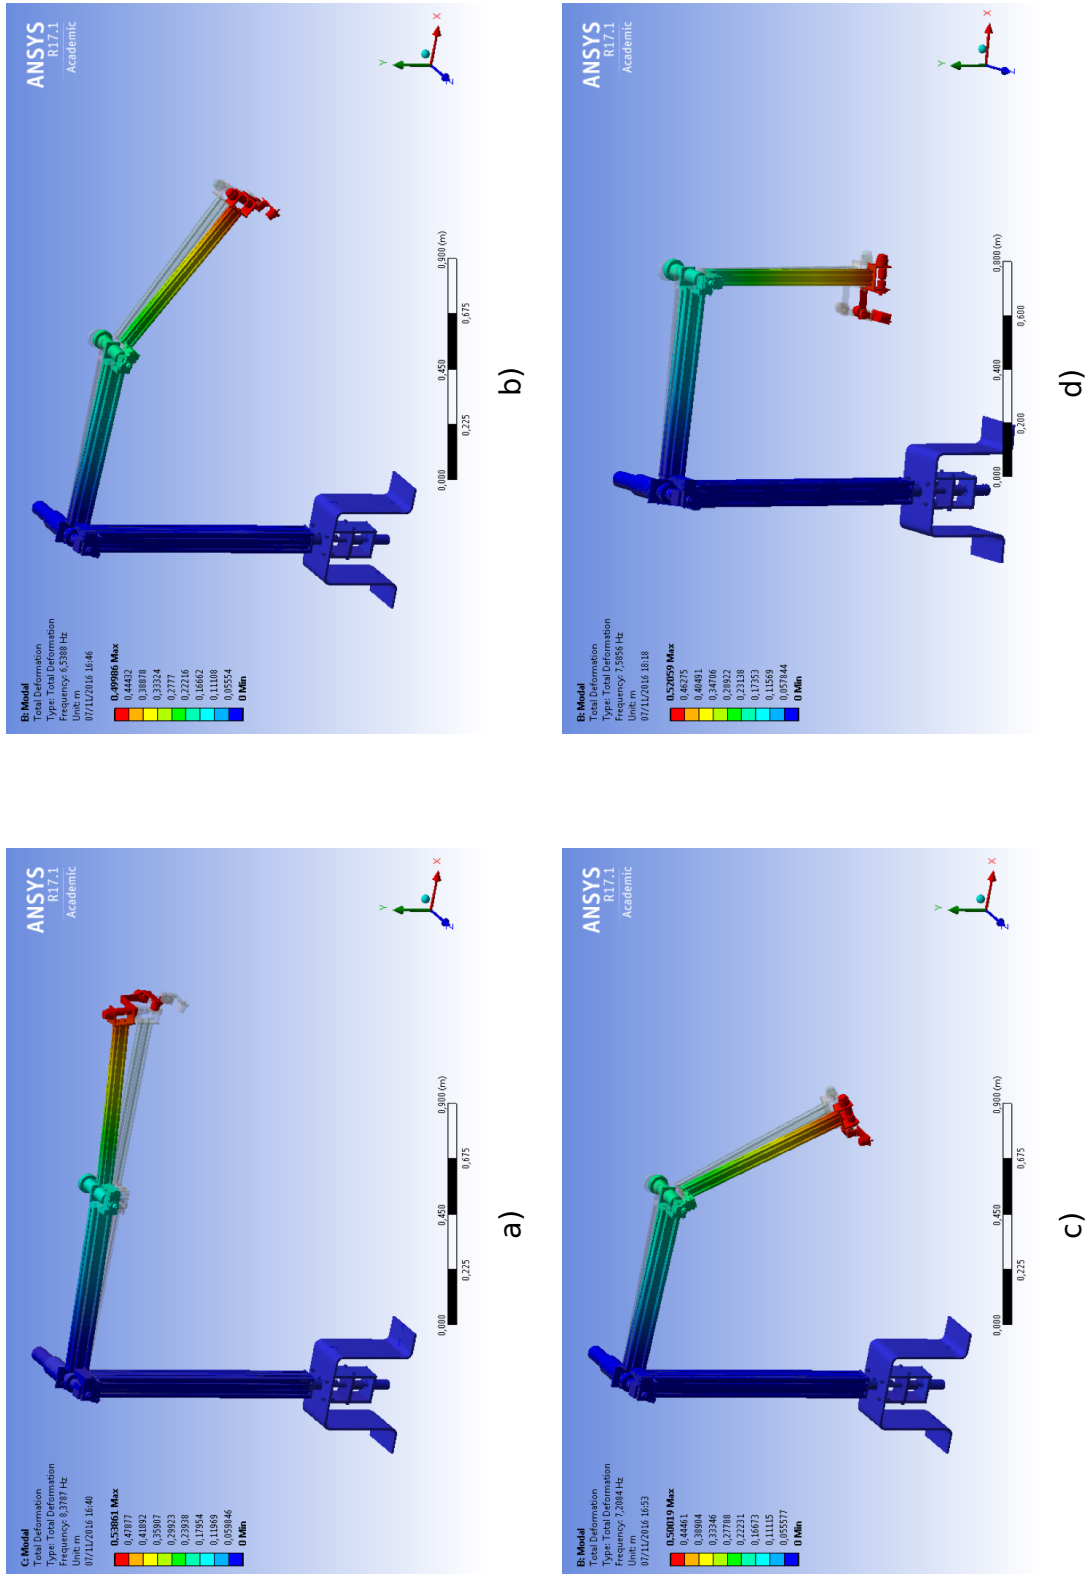 C: Modal
Total Deformation
Type: Total Deformation
Frequency: 8,3787 Hz
Unit: m
07/11/2016 16:40
0,53861 Max
0,47877
0,41892
0,35907
0,29923
0,23938
0,17954
0,11969
0,059846
0 Min
ANSYS
R17.1
Academic
Y
X
Z
0,000
0,225
0,450
0,675
0,900 (m)
a)
B: Modal
Total Deformation
Type: Total Deformation
Frequency: 6,5388 Hz
Unit: m
07/11/2016 16:46
0,49986 Max
0,44432
0,38878
0,33324
0,2777
0,22216
0,16662
0,11108
0,05554
0 Min
ANSYS
R17.1
Academic
Y
X
Z
0,000
0,225
0,450
0,675
0,900 (m)
b)
B: Modal
Total Deformation
Type: Total Deformation
Frequency: 7,2084 Hz
Unit: m
07/11/2016 16:53
0,50019 Max
0,44461
0,38904
0,33346
0,27788
0,22231
0,16673
0,11115
0,055577
0 Min
ANSYS
R17.1
Academic
Y
X
Z
0,000
0,225
0,450
0,675
0,900 (m)
c)
B: Modal
Total Deformation
Type: Total Deformation
Frequency: 7,5856 Hz
Unit: m
07/11/2016 18:18
0,52059 Max
0,46275
0,40491
0,34706
0,28922
0,23138
0,17353
0,11569
0,057844
0 Min
ANSYS
R17.1
Academic
Y
X
Z
0,000
0,200
0,400
0,600
0,800 (m)
d)